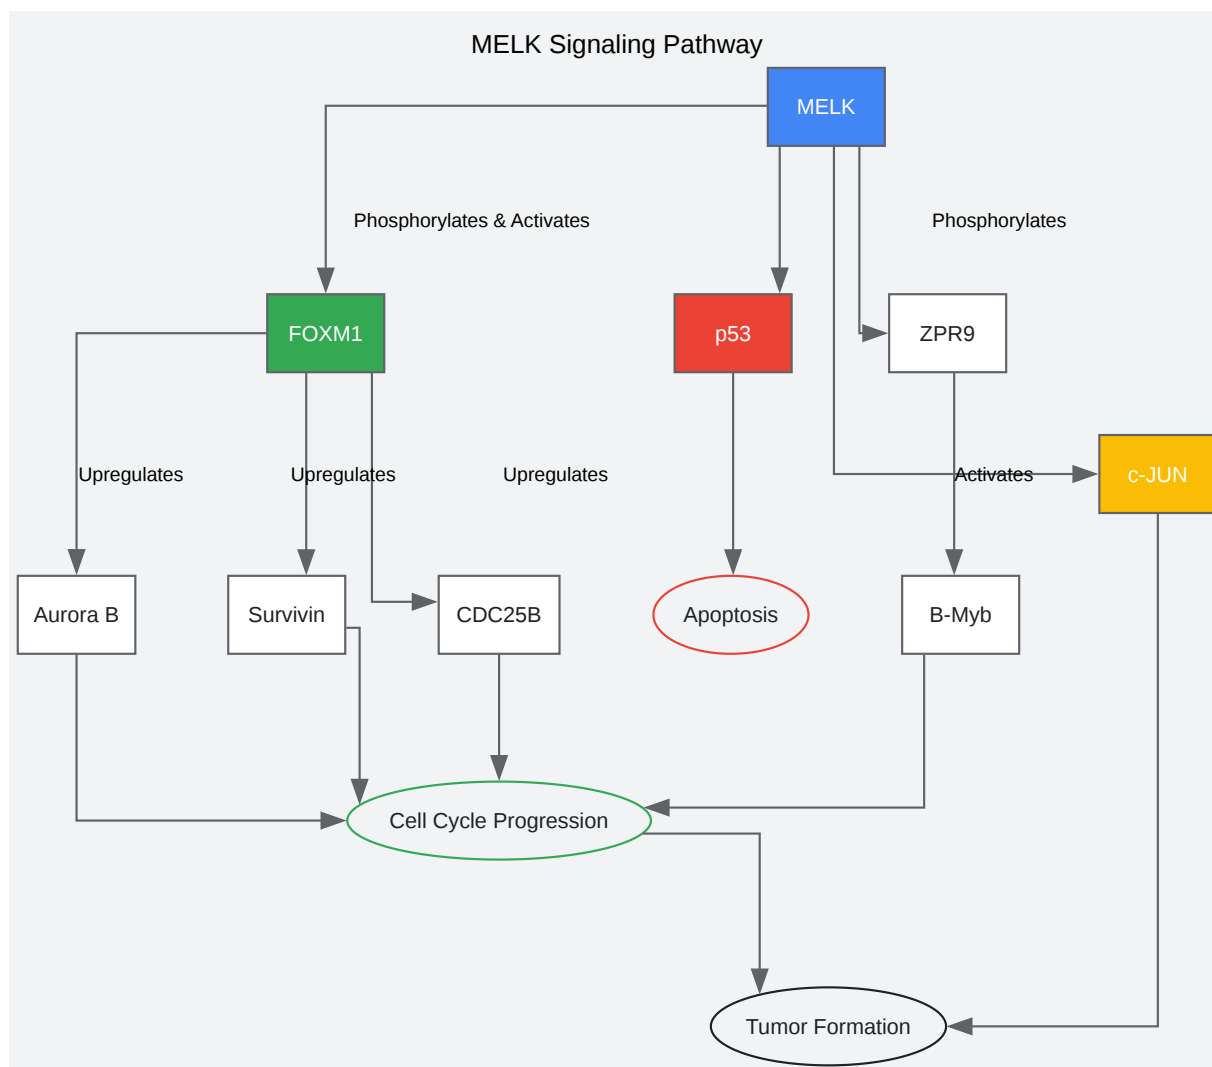 MELK Signaling Pathway
MELK
Phosphorylates & Activates
Phosphorylates
FOXM1
p53
ZPR9
Upregulates
Upregulates
Upregulates
Activates
c-JUN
Aurora B
Survivin
CDC25B
Apoptosis
B-Myb
Cell Cycle Progression
Tumor Formation